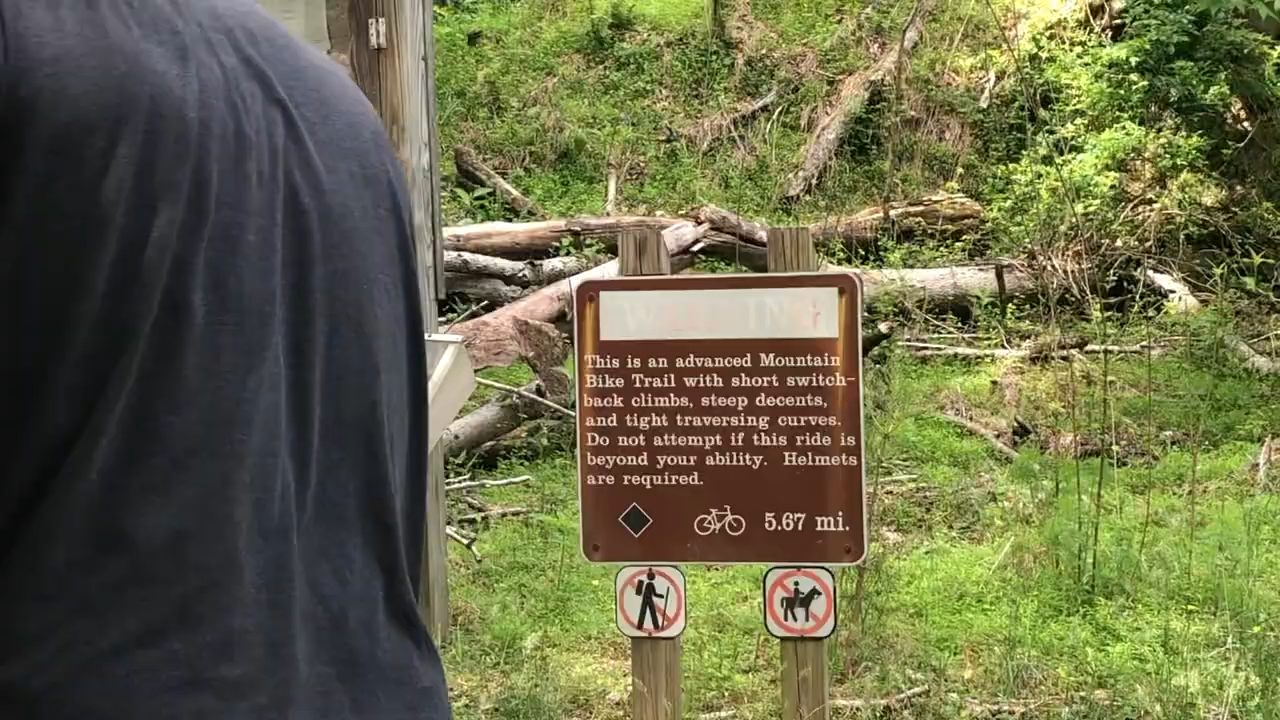 WARNING
This is an advanced Mountain
Bike Trail with short switch-
back climbs, steep decents,
and tight traversing curves.
Do not attempt if this ride is
beyond your ability. Helmets
are required.
5.67 mi.